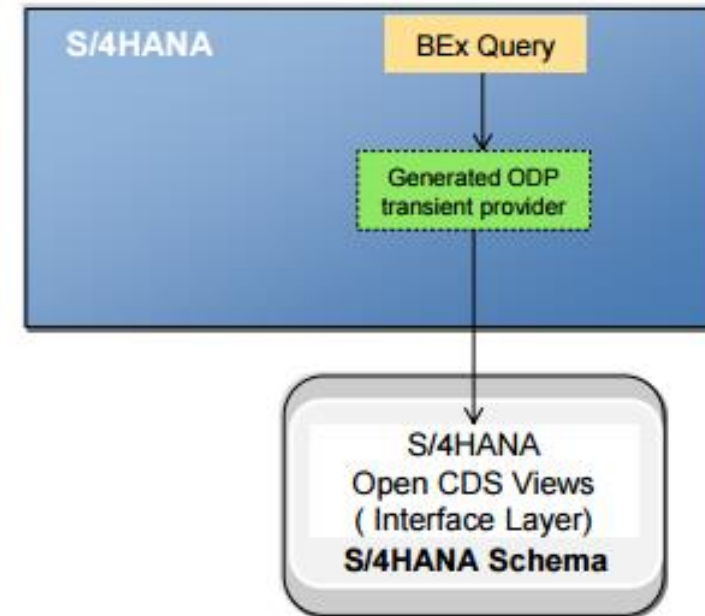 S/4HANA
BEx Query
Generated ODP
transient provider
S/4HANA
Open CDS Views
( Interface Layer)
S/4HANA Schema